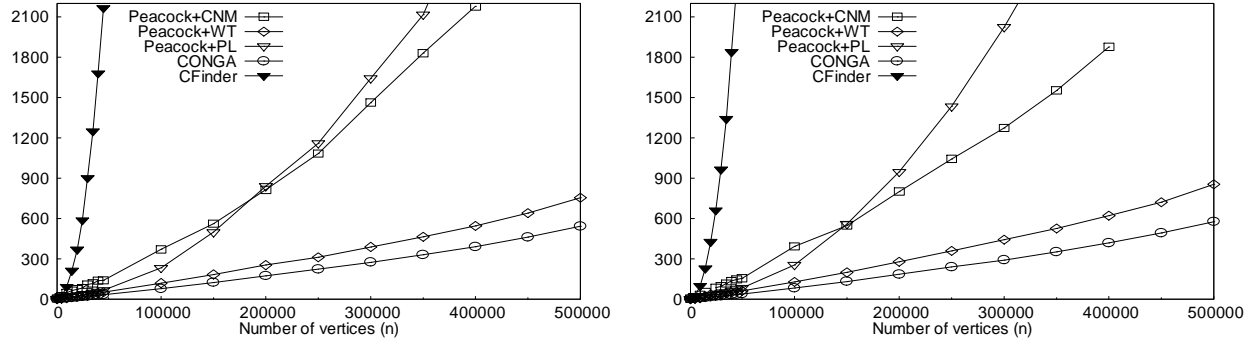 2200
Peacock+CNM
2100
Peacock+WT
Peacock+PL
1800
CONGA
CFinder
1500
1200
900
600
300
0
0 100000 200000 300000 400000 500000
Number of vertices (n)
Peacock+CNM
2100
Peacock+WT
Peacock+PL
1800
CONGA
CFinder
1500
1200
900
600
300
0
0 100000 200000 300000 400000 500000
Number of vertices (n)